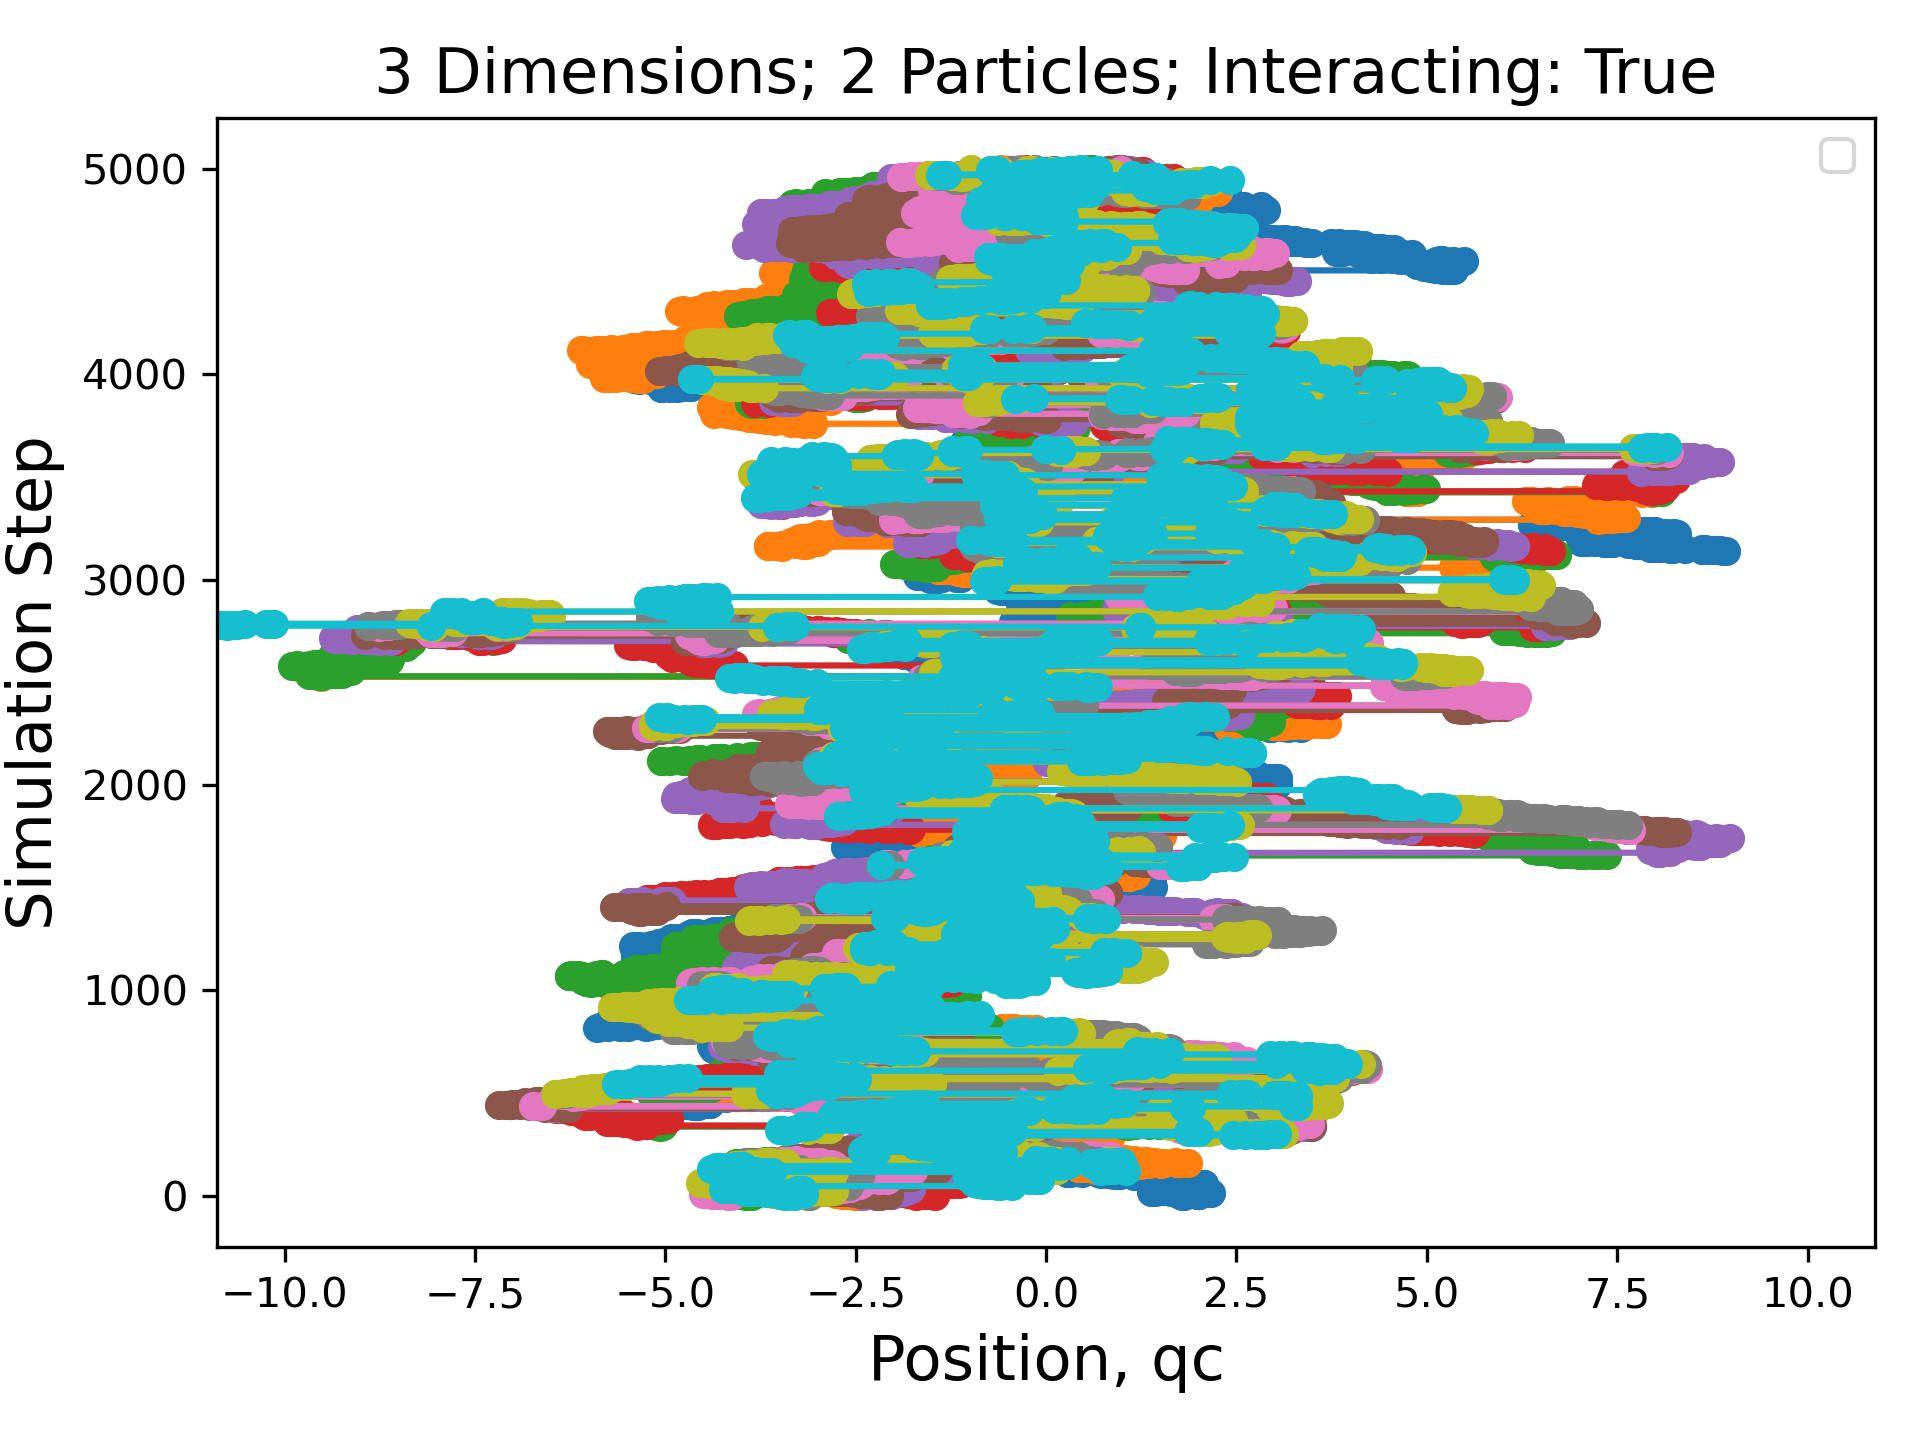 3 Dimensions; 2 Particles; Interacting: True
5000
4000
3000
2000
1000
0
Simulation Step
−10.0 −7.5 −5.0 −2.5 0.0 2.5 5.0 7.5 10.0
Position, qc